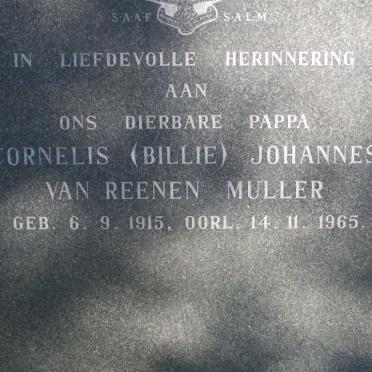 SAAF SALM
IN LIEFDEVOLLE HERINNERING
AAN
ONS DIERBARE PAPPA
CORNELIS (BILLIE) JOHANNES
VAN REENEN MULLER
GEB. 6. 9. 1915, OORL. 14. 11. 1965.